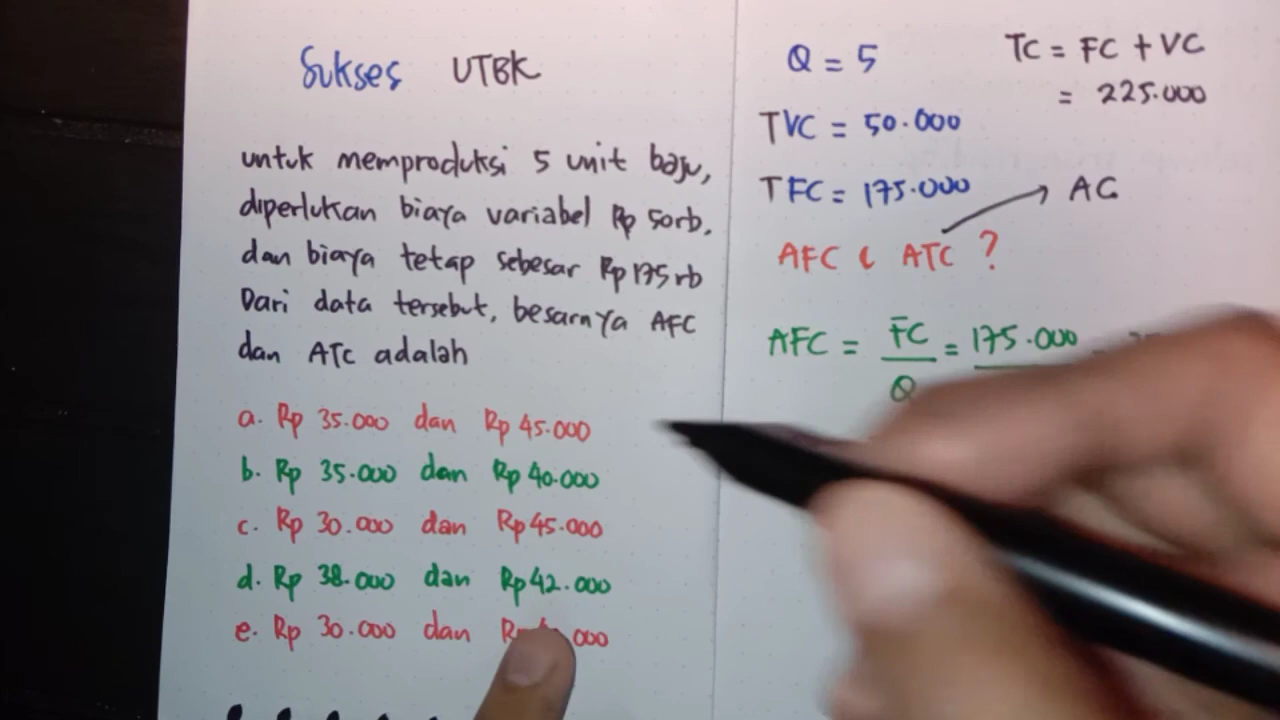 Sukses UTBK
untuk memproduksi 5 unit baju,
diperlukan biaya variabel Rp 50rb,
dan biaya tetap sebesar Rp 175 rb
Dari data tersebut, besarnya AFC
dan ATC adalah
a. Rp 35.000 dan Rp 45.000
b. Rp 35.000 dan Rp 40.000
c. Rp 30.000 dan Rp 45.000
d. Rp 38.000 dan Rp 42.000
e. Rp 30.000 dan
Q = 5
TC = FC + VC
= 225.000
TVC = 50.000
TFC = 175.000
AFC & ATC ?
AFC = FC/Q = 175.000